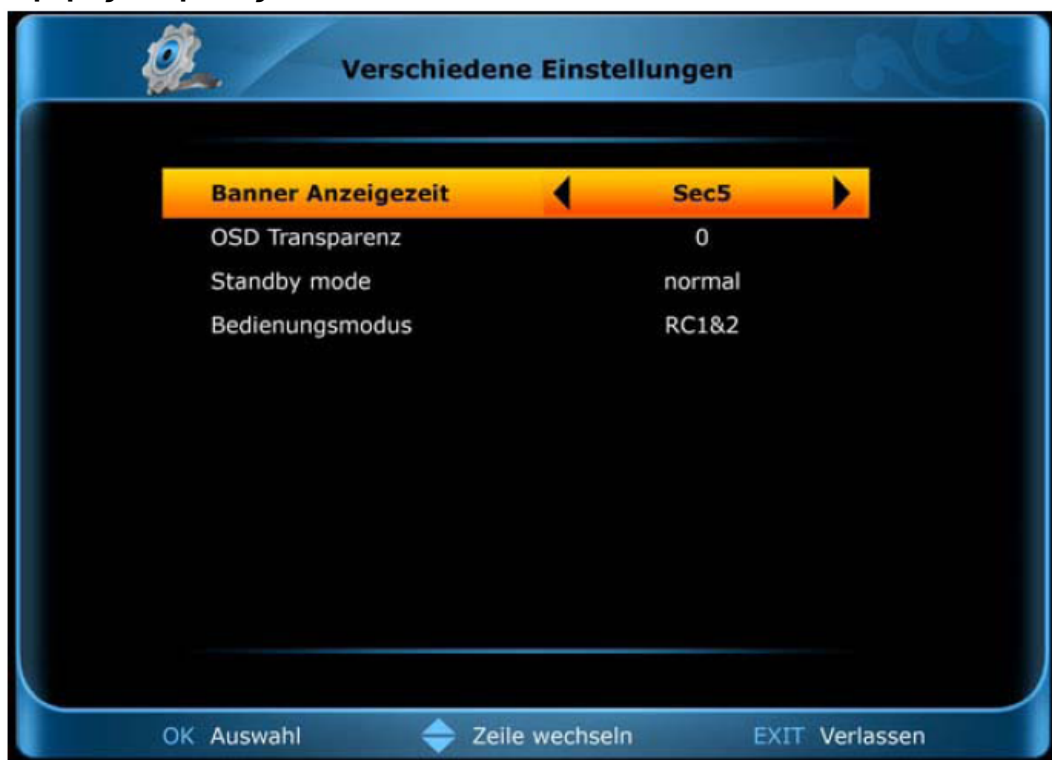 Verschiedene Einstellungen
Banner Anzeigezeit Sec5
OSD Transparenz 0
Standby mode normal
Bedienungsmodus RC1&2
OK Auswahl Zeile wechseln EXIT Verlassen